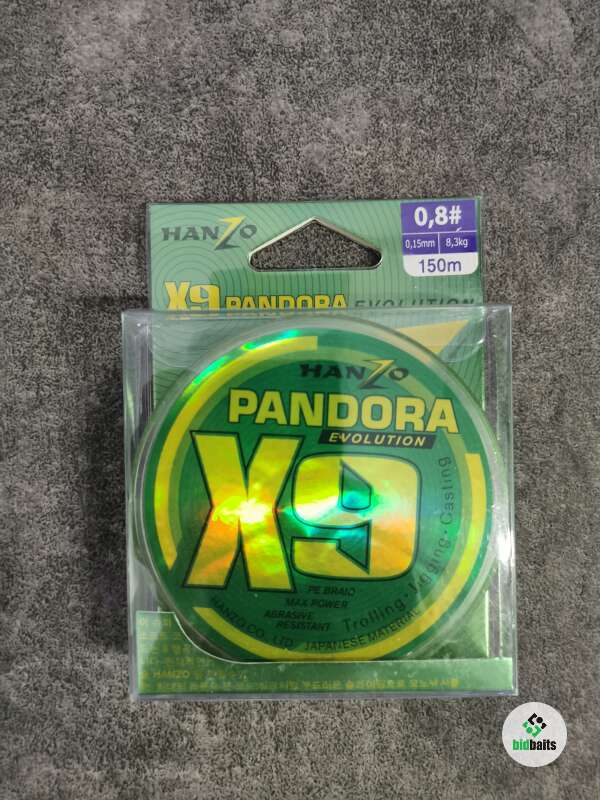 HANZO
0,8#
0,15mm 8,3kg
150m
X9 PANDORA EVOLUTION
HANZO
PANDORA
EVOLUTION
X9
PE BRAID
MAX POWER
ABRASIVE
RESISTANT
Trolling · Jigging · Casting
HANZO CO., LTD JAPANESE MATERIAL
HANZO
bidbaits